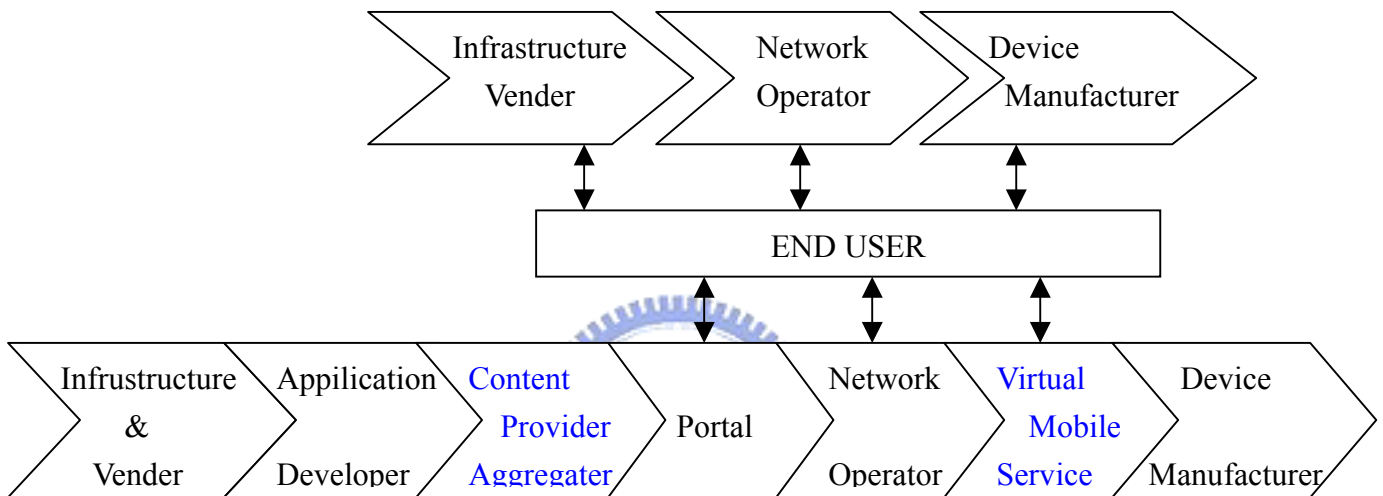 Infrastructure
Vender
Network
Operator
Device
Manufacturer
END USER
Infrustructure
&
Vender
Appilication
Developer
Content
Provider
Aggregater
Portal
Network
Operator
Virtual
Mobile
Service
Device
Manufacturer